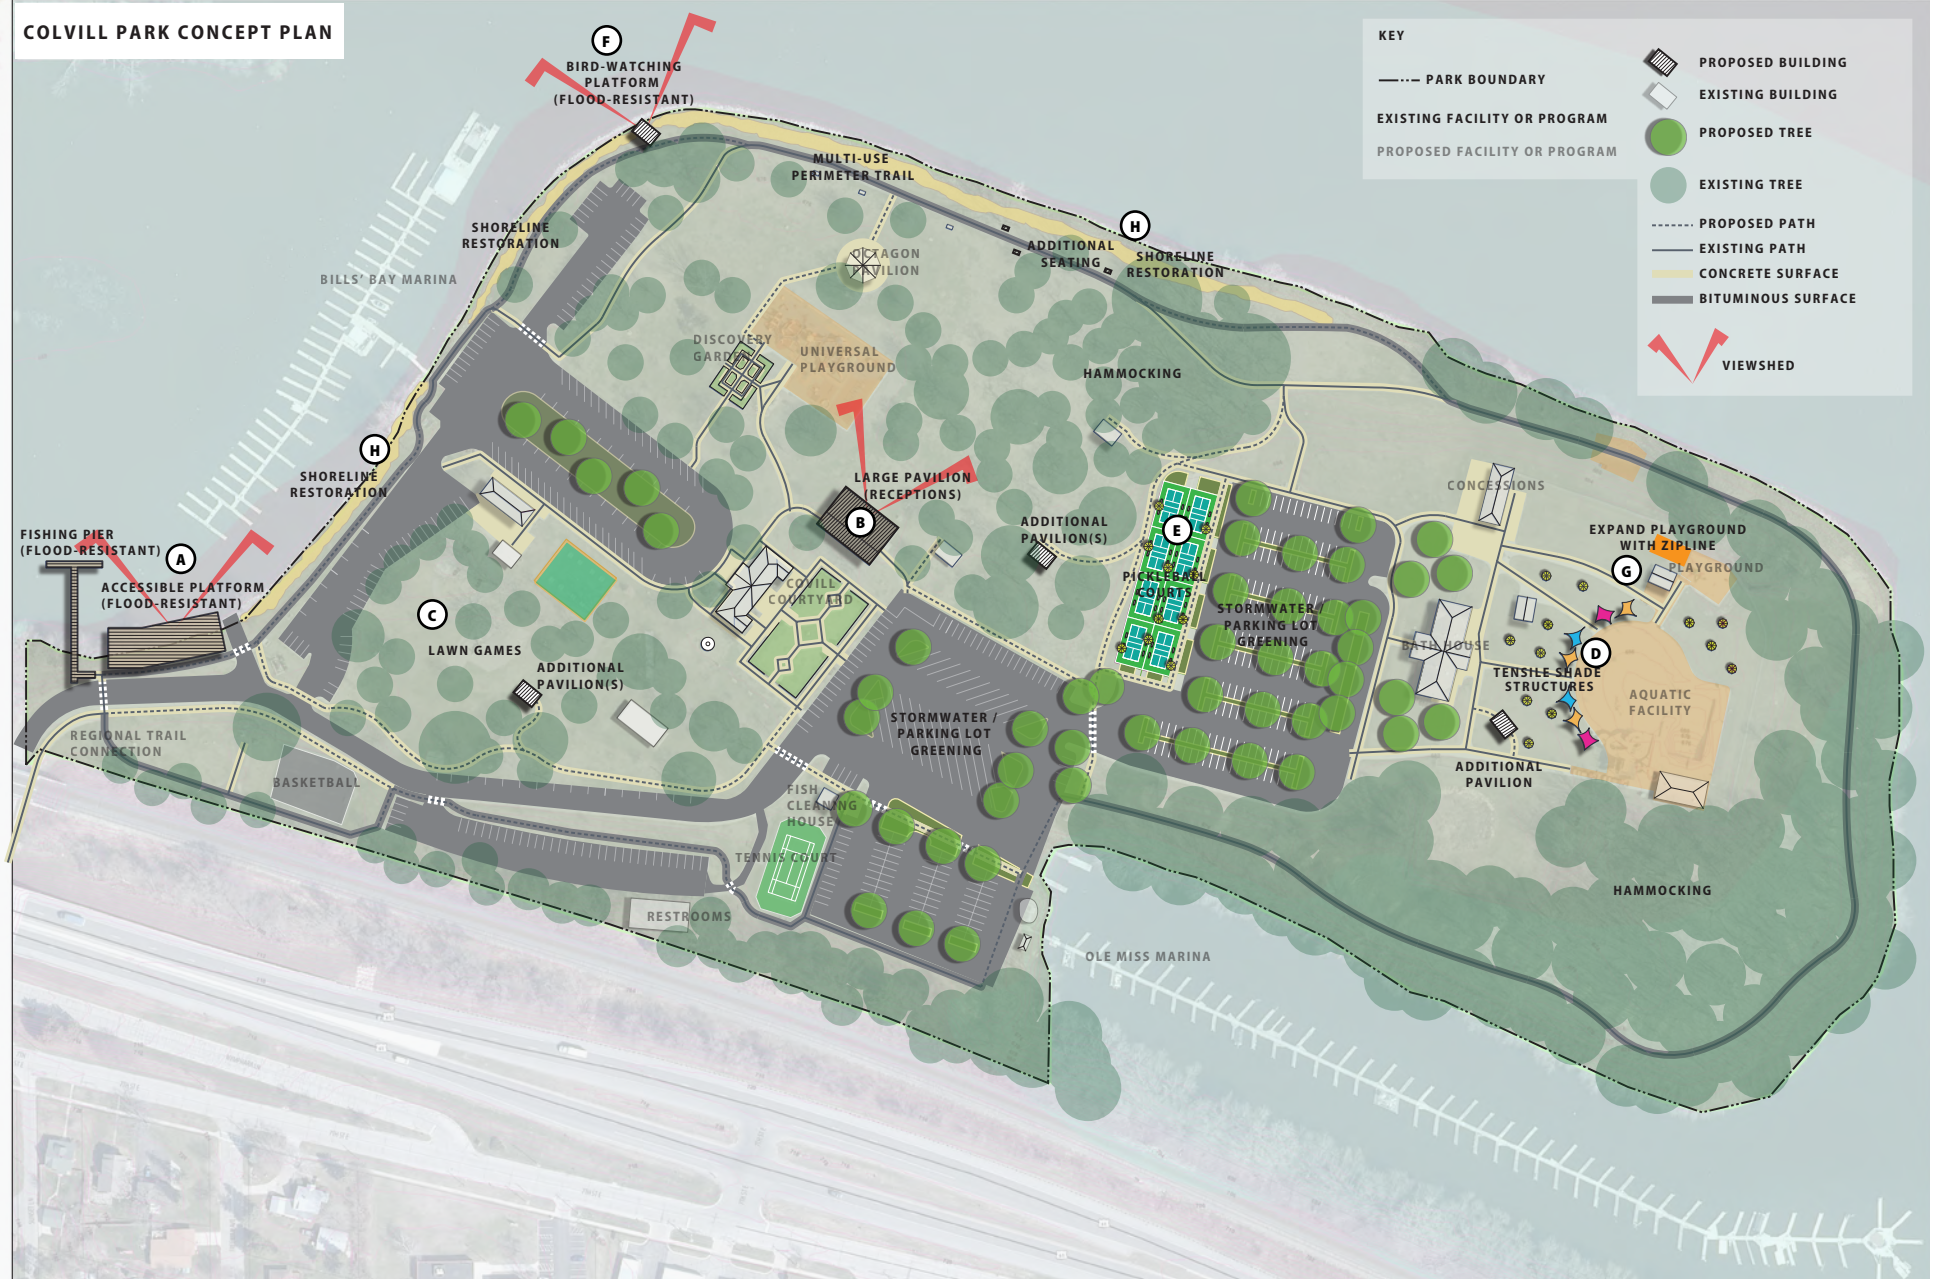 COLVILL PARK CONCEPT PLAN
F
BIRD-WATCHING
PLATFORM
(FLOOD-RESISTANT)
KEY
PARK BOUNDARY
EXISTING FACILITY OR PROGRAM
PROPOSED FACILITY OR PROGRAM
PROPOSED BUILDING
EXISTING BUILDING
PROPOSED TREE
EXISTING TREE
PROPOSED PATH
EXISTING PATH
CONCRETE SURFACE
BITUMINOUS SURFACE
VIEWSHED
MULTI-USE
PERIMETER TRAIL
SHORELINE
RESTORATION
BILLS' BAY MARINA
OCTAGON
PAVILION
H
ADDITIONAL
SEATING
SHORELINE
RESTORATION
DISCOVERY
GARDEN
UNIVERSAL
PLAYGROUND
HAMMOCKING
H
SHORELINE
RESTORATION
LARGE PAVILION
(RECEPTIONS)
B
CONCESSIONS
FISHING PIER
(FLOOD-RESISTANT)
A
ACCESSIBLE PLATFORM
(FLOOD-RESISTANT)
ADDITIONAL
PAVILION(S)
E
PICKLEBALL
COURTS
EXPAND PLAYGROUND
WITH ZIPLINE
G
PLAYGROUND
COVILL
COURTYARD
C
LAWN GAMES
STORMWATER /
PARKING LOT
GREENING
BATH HOUSE
D
TENSILE SHADE
STRUCTURES
ADDITIONAL
PAVILION(S)
AQUATIC
FACILITY
STORMWATER /
PARKING LOT
GREENING
REGIONAL TRAIL
CONNECTION
BASKETBALL
ADDITIONAL
PAVILION
FISH
CLEANING
HOUSE
TENNIS COURT
HAMMOCKING
RESTROOMS
OLE MISS MARINA